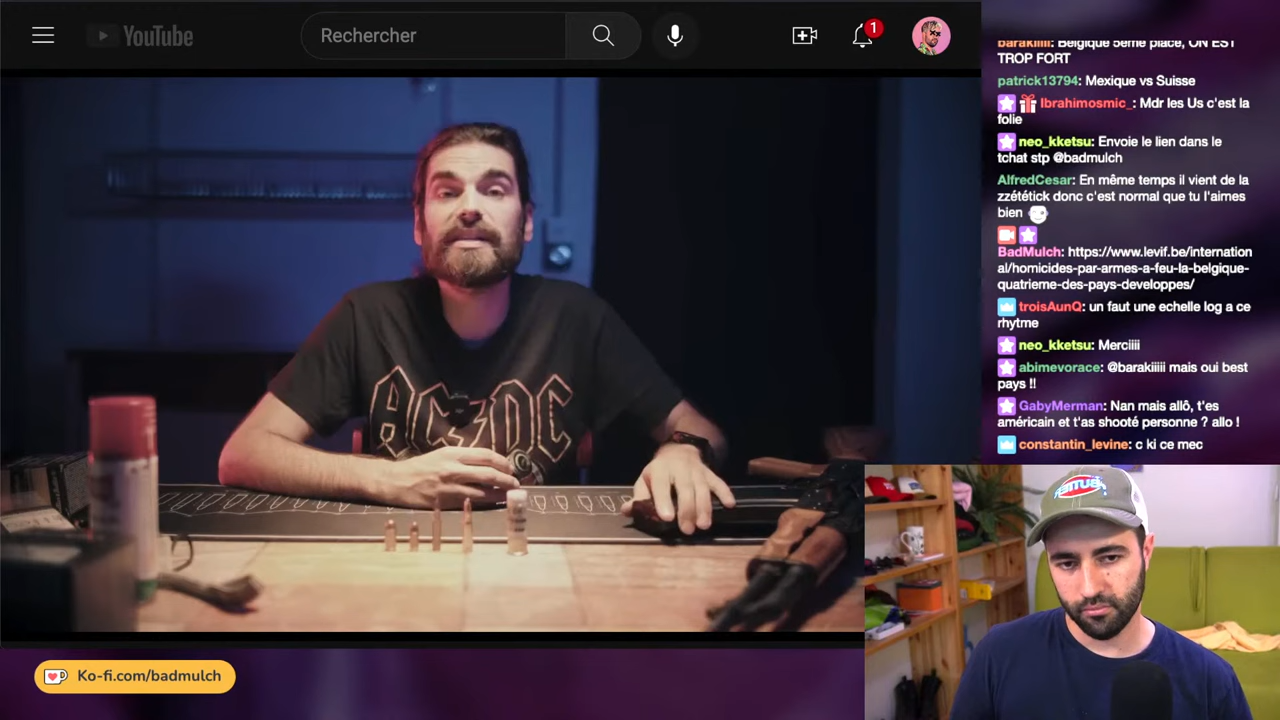 YouTube
Rechercher
1
AC DC
barakiiiii: Belgique 5ème place, ON EST
TROP FORT
patrick13794: Mexique vs Suisse
Ibrahimosmic_: Mdr les Us c'est la
folie
neo_kketsu: Envoie le lien dans le
tchat stp @badmulch
AlfredCesar: En même temps il vient de la
zzététick donc c'est normal que tu l'aimes
bien
BadMulch: https://www.levif.be/internation
al/homicides-par-armes-a-feu-la-belgique-
quatrieme-des-pays-developpes/
troisAunQ: un faut une echelle log a ce
rhytme
neo_kketsu: Merciiii
abimevorace: @barakiiiii mais oui best
pays !!
GabyMerman: Nan mais allô, t'es
américain et t'as shooté personne ? allo !
constantin_levine: c ki ce mec
Ko-fi.com/badmulch